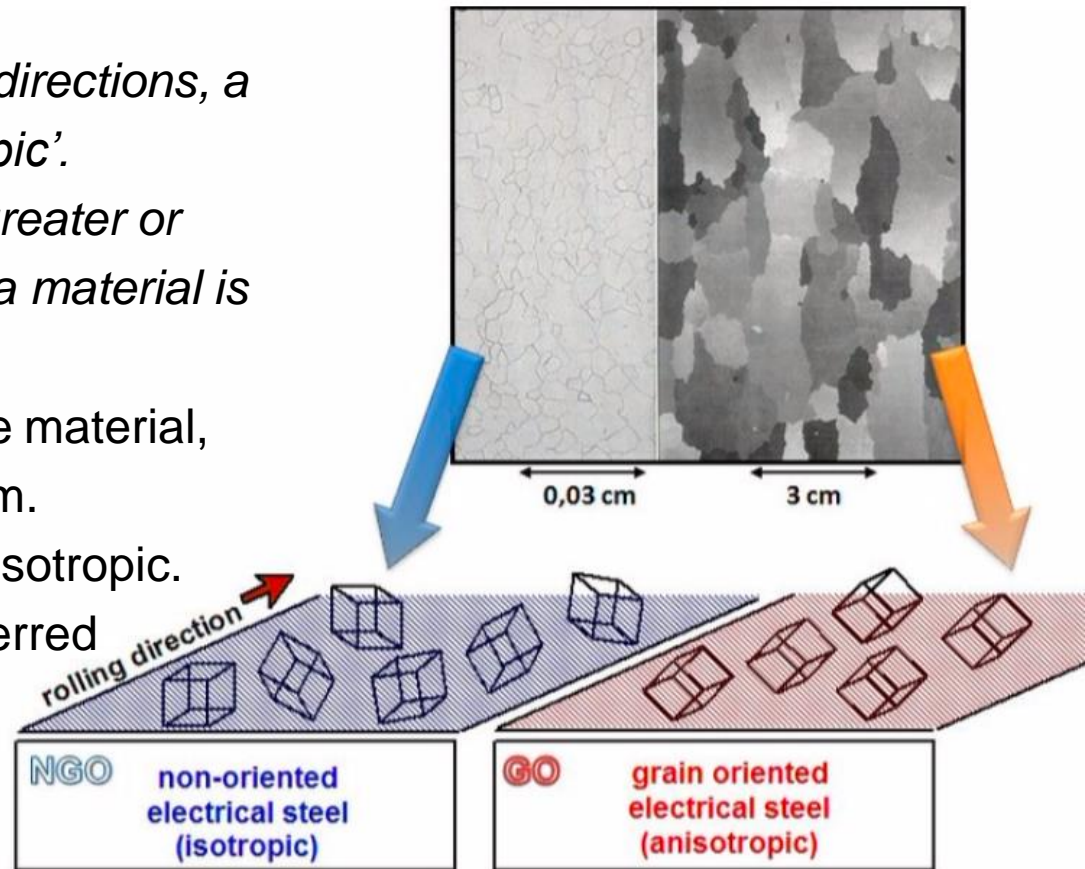 directions, a
pic’.
reater or
a material is
e material,
m.
sotropic.
erred
0,03 cm
3 cm
rolling direction
NGO
non-oriented
electrical steel
(isotropic)
GO
grain oriented
electrical steel
(anisotropic)